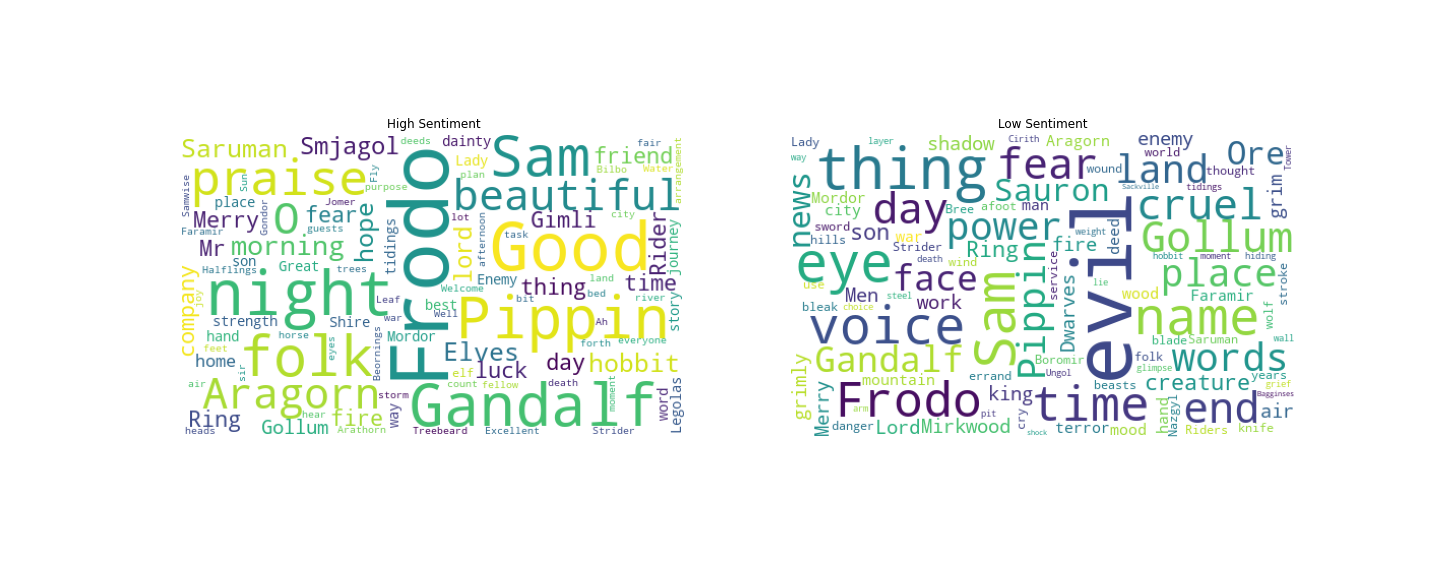 High Sentiment
Saruman
Smjagol
deeds
dainty
Sam
friend
fair
praise
Sun
Fly
Lady
plan
Bilbo
Water
arrangement
Samwise
place
purpose
Frodo
beautiful
Merry
O
Jomer
fear
hope
lot
Gimli
city
Faramir
Gondor
guests
tidings
lord
afternoon
task
Good
Rider
journey
Mr
morning
Halflings
son
Great
trees
Enemy
thing
land
time
company
joy
night
Leaf
Welcome
bit
bed
river
story
strength
Shire
war
best
Well
Pippin
Ah
hand
horse
eyes
Beornings
Mordor
forth
everyone
feet
home
folk
sir
Elves
luck
day
hobbit
air
elf
count
fellow
death
moment
Aragorn
storm
Gandalf
word
Legolas
Ring
hear
fire
way
heads
Gollum
Arathorn
Treebeard
Excellent
Strider
Low Sentiment
Lady
layer
shadow
Cirith
Aragorn
enemy
Ore
Tower
way
thing
fear
wound
land
world
thought
news
Sauron
Sackville
tidings
grim
Mordor
city
day
Bree
afoot
man
cruel
sword
son
war
power
weight
deed
Gollum
hills
Strider
Ring
fire
evil
eye
death
wind
hobbit
moment
hiding
use
face
Pippin
service
lie
place
stroke
bleak
Men
steel
work
Sam
Dwarves
wood
Faramir
wolf
choice
voice
name
blade
Saruman
wall
Gandalf
Boromir
folk
glimpse
words
grimly
mountain
errand
Ungol
beasts
creature
years
grief
Merry
Frodo
arm
king
time
end
Bagginses
air
pit
cry
hand
Nazgyl
danger
Lord
Mirkwood
shock
terror
mood
Riders
knife